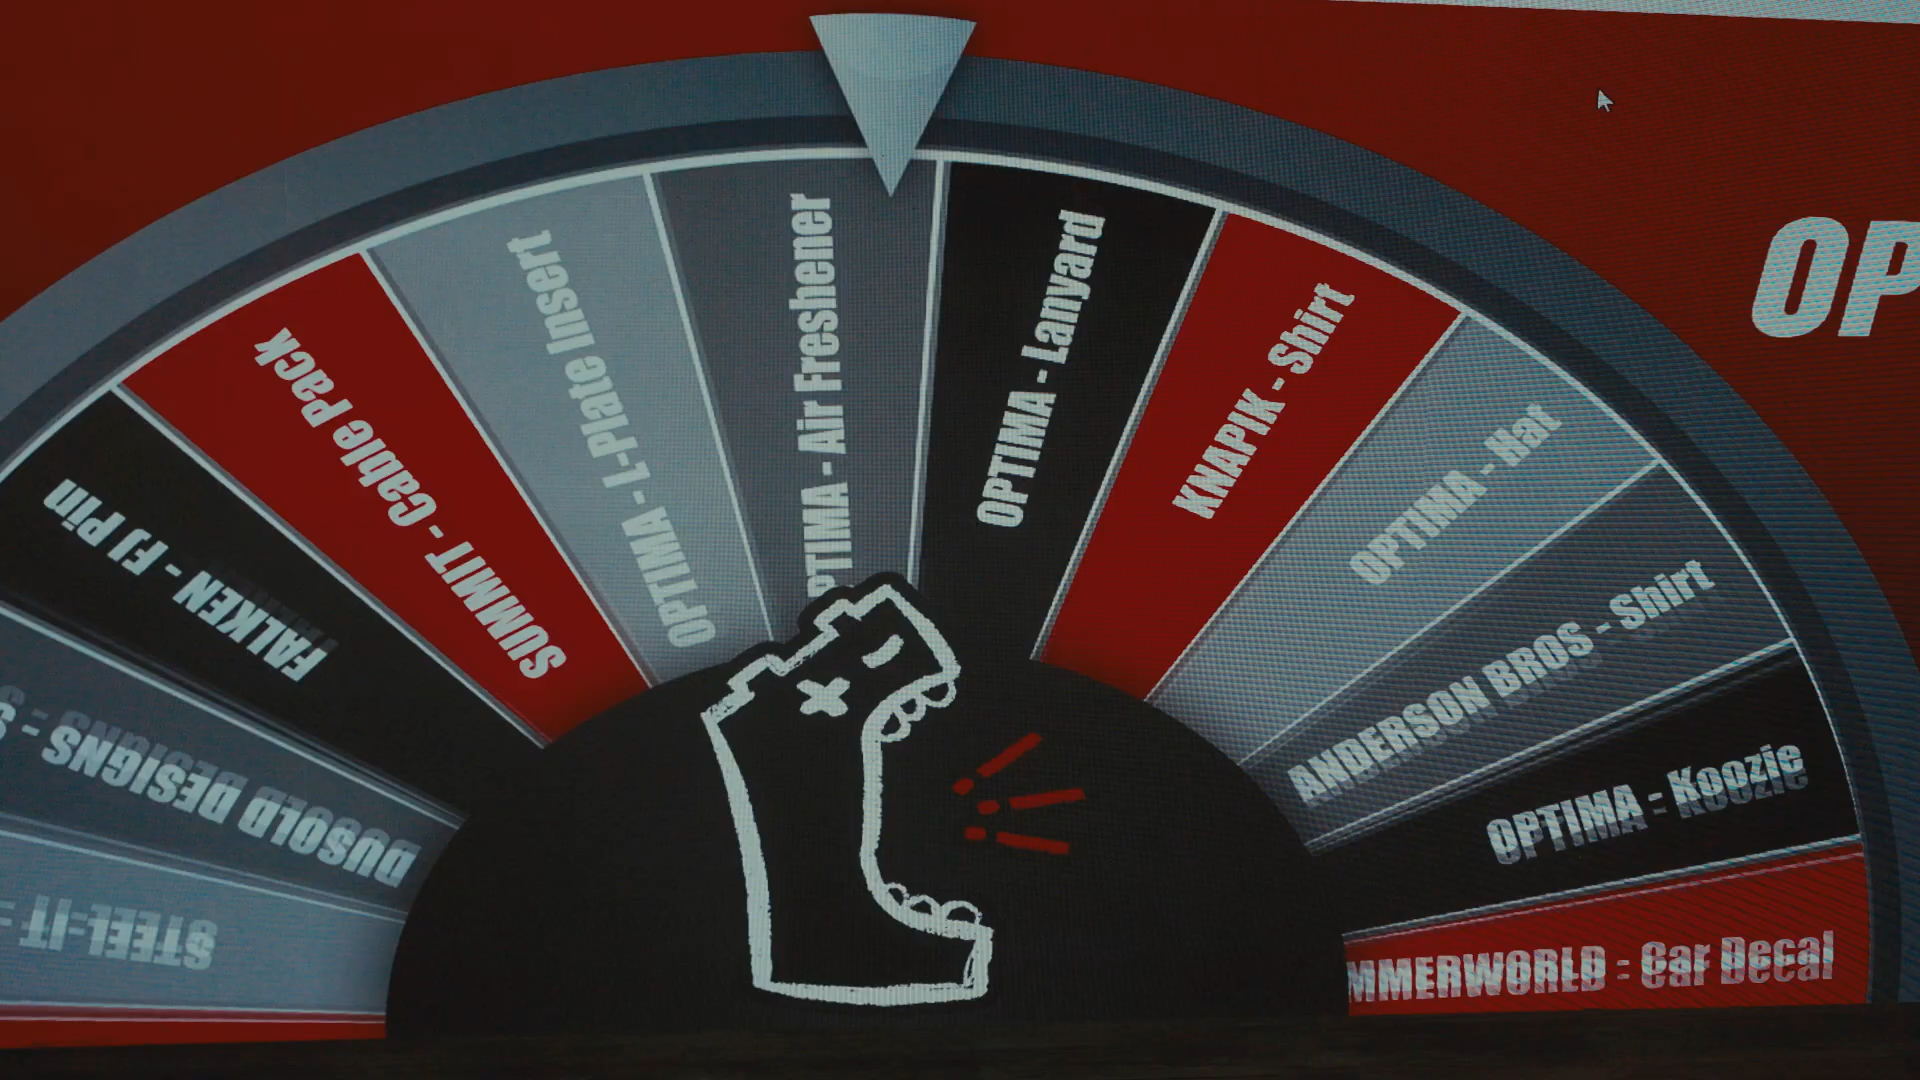 STEEL-IT -
DUSOLD DESIGNS - S
FALKEN - FJ Pin
SUMMIT - Cable Pack
OPTIMA - L-Plate Insert
OPTIMA - Air Freshener
OPTIMA - Lanyard
KNAPIK - Shirt
OPTIMA - Hat
ANDERSON BROS - Shirt
OPTIMA - Koozie
MMERWORLD - Car Decal
OP